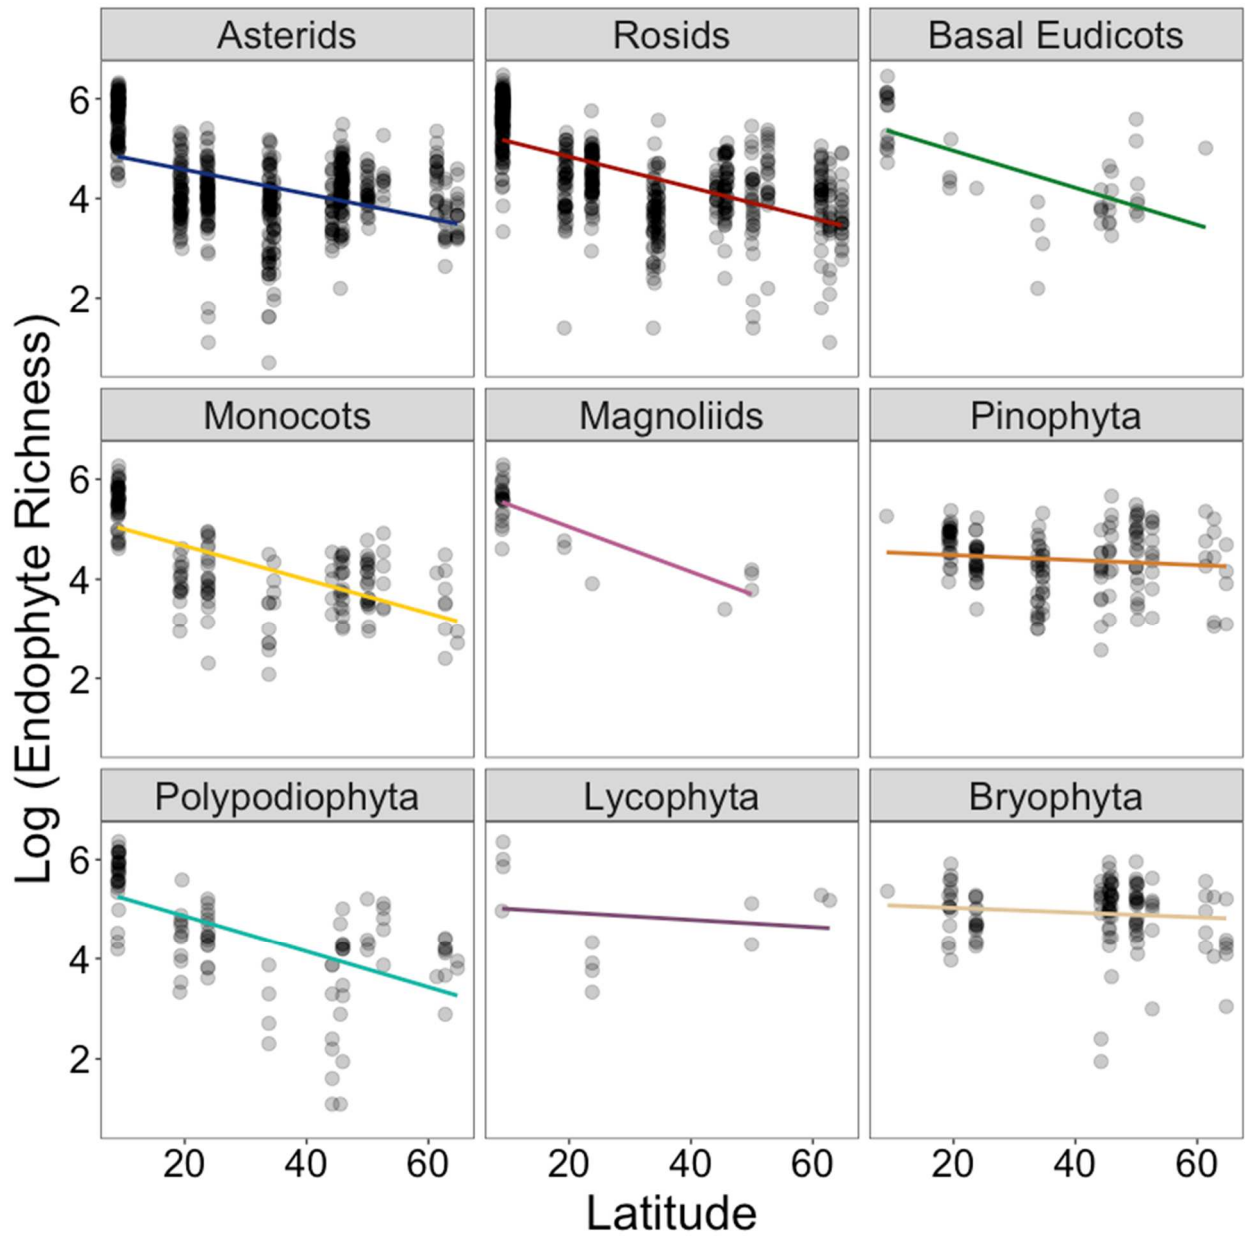 Asterids
Rosids
Basal Eudicots
6
4
2
Monocots
Magnoliids
Pinophyta
6
4
2
Polypodiophyta
Lycophyta
Bryophyta
6
4
2
20 40 60
20 40 60
20 40 60
Log (Endophyte Richness)
Latitude